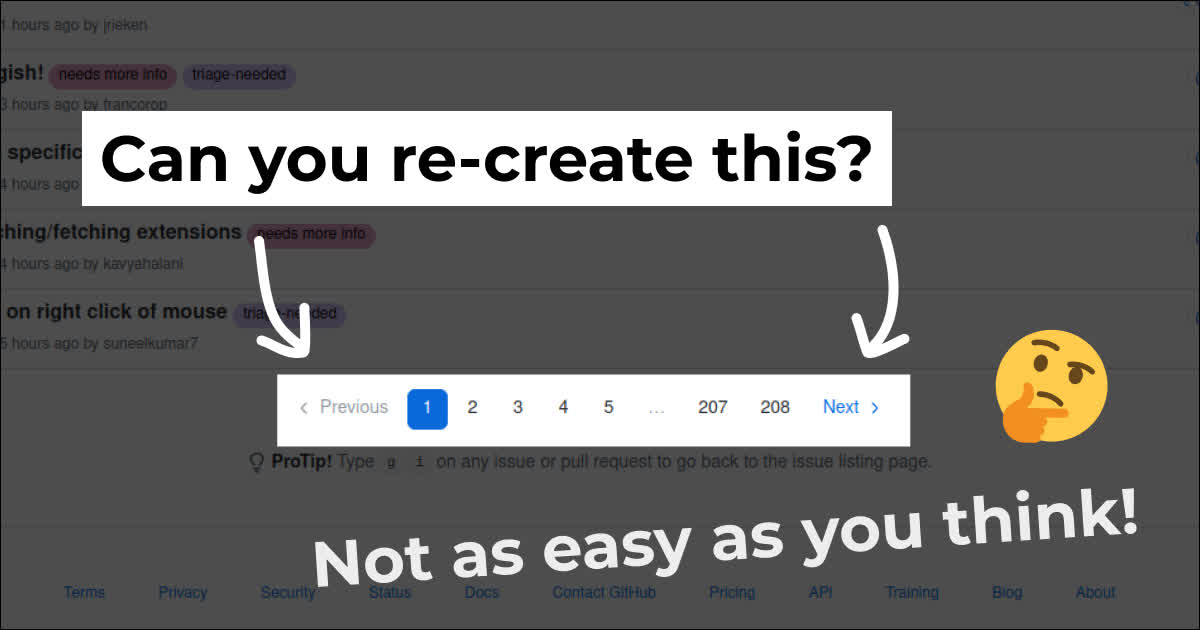 1 hours ago by jrieken
gish! needs more info triage-needed
3 hours ago by francorop
specific
4 hours ago
Can you re-create this?
ching/fetching extensions needs more info
4 hours ago by kavyahalani
on right click of mouse triage-needed
5 hours ago by suneelkumar7
‹ Previous 1 2 3 4 5 … 207 208 Next ›
ProTip! Type g i on any issue or pull request to go back to the issue listing page.
Not as easy as you think!
Terms Privacy Security Status Docs Contact GitHub Pricing API Training Blog About